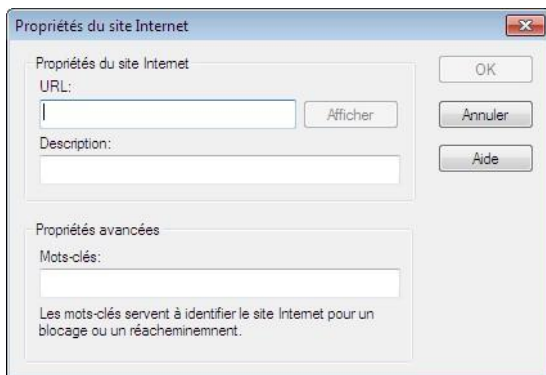 Propriétés du site Internet
Propriétés du site Internet
URL:
OK
Afficher
Annuler
Description:
Aide
Propriétés avancées
Mots-clés:
Les mots-clés servent à identifier le site Internet pour un
blocage ou un réacheminemnent.